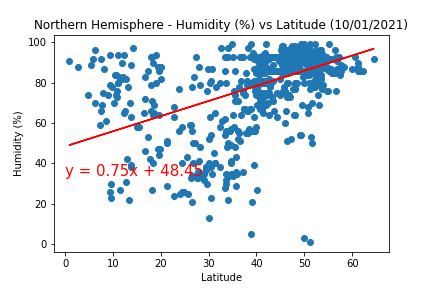 Northern Hemisphere - Humidity (%) vs Latitude (10/01/2021)
100
80
60
40
20
0
Humidity (%)
y = 0.75x + 48.45
0 10 20 30 40 50 60
Latitude